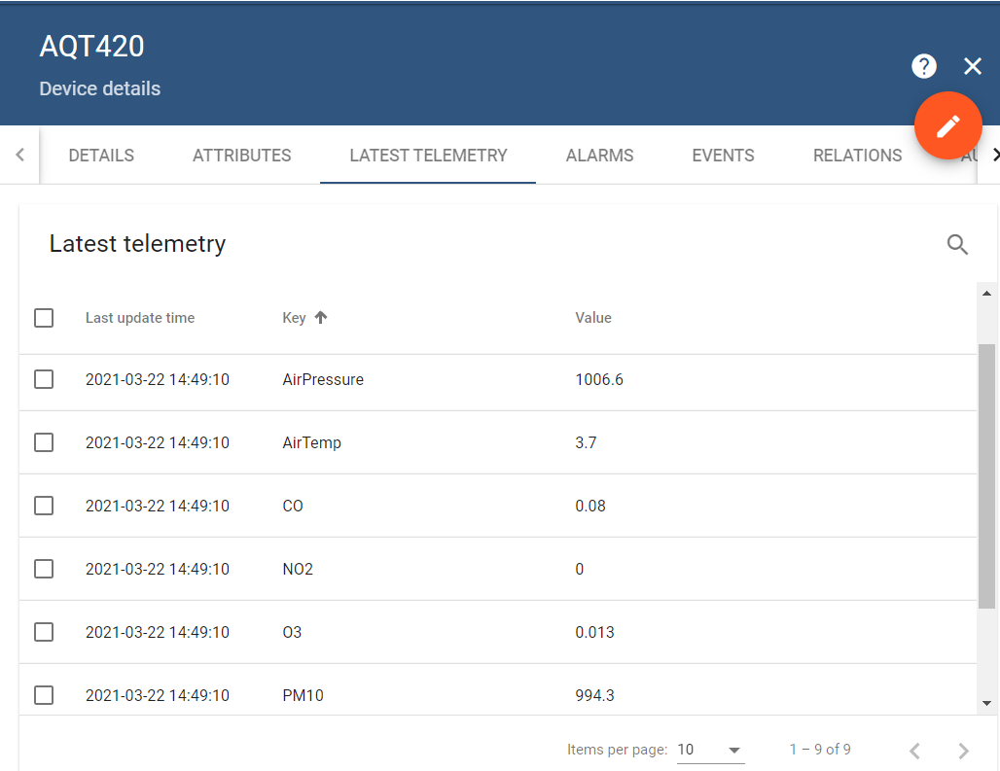 AQT420
Device details
DETAILS ATTRIBUTES LATEST TELEMETRY ALARMS EVENTS RELATIONS AU
Latest telemetry
Last update time Key Value
2021-03-22 14:49:10 AirPressure 1006.6
2021-03-22 14:49:10 AirTemp 3.7
2021-03-22 14:49:10 CO 0.08
2021-03-22 14:49:10 NO2 0
2021-03-22 14:49:10 O3 0.013
2021-03-22 14:49:10 PM10 994.3
Items per page: 10 1 – 9 of 9